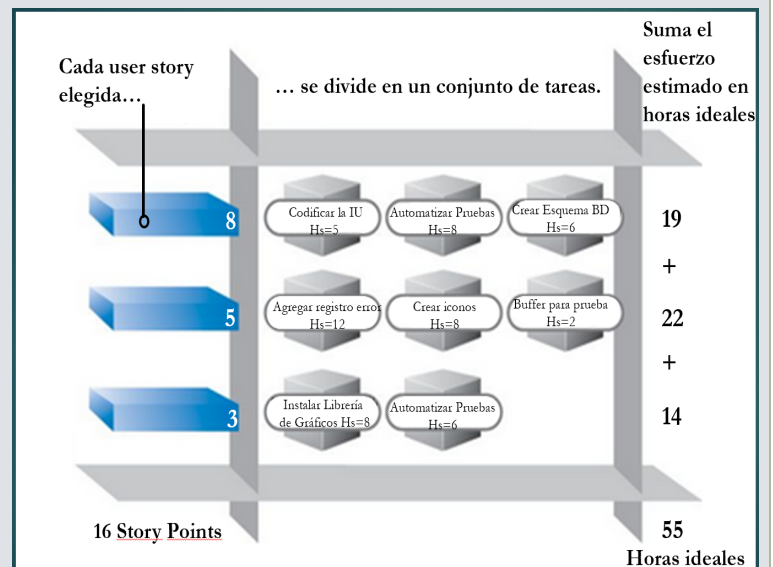 Suma el
esfuerzo
estimado en
horas ideales
Cada user story
elegida…
… se divide en un conjunto de tareas.
8
Codificar la IU
Hs=5
Automatizar Pruebas
Hs=8
Crear Esquema BD
Hs=6
19
+
5
Agregar registro error
Hs=12
Crear iconos
Hs=8
Buffer para prueba
Hs=2
22
+
3
Instalar Librería
de Gráficos Hs=8
Automatizar Pruebas
Hs=6
14
16 Story Points
55
Horas ideales